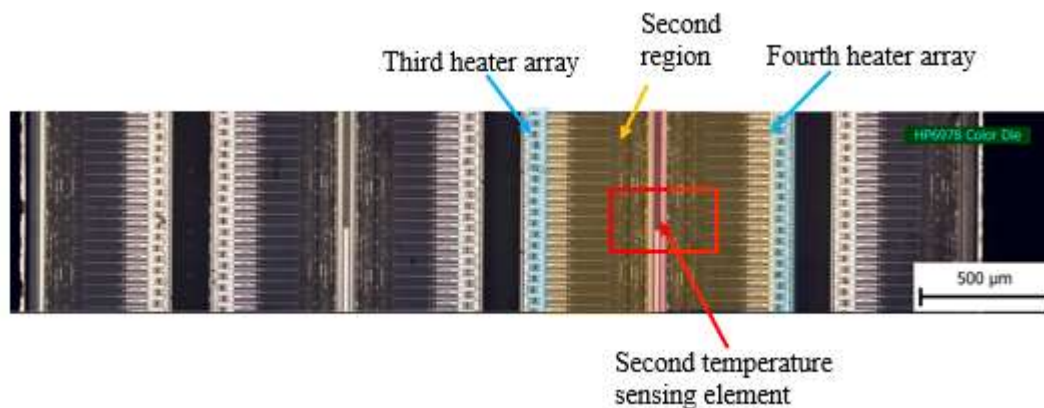 Second
region
Third heater array
Fourth heater array
HP6978 Color Die
500 µm
Second temperature
sensing element